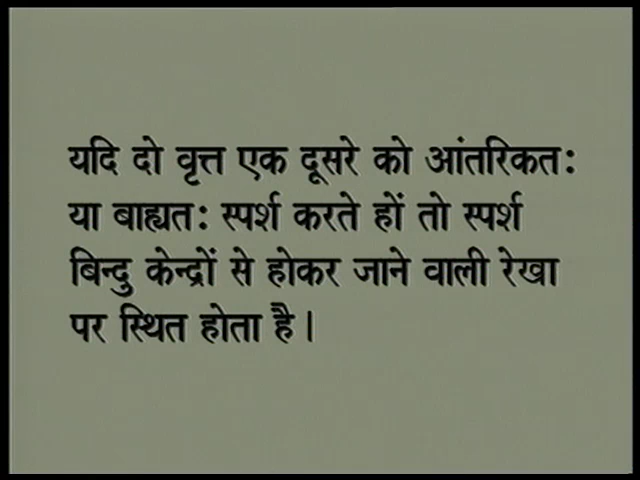 यदि दो वृत्त एक दूसरे को आंतरिकत:
या बाह्यत: स्पर्श करते हों तो स्पर्श
बिन्दु केन्द्रों से होकर जाने वाली रेखा
पर स्थित होता है।